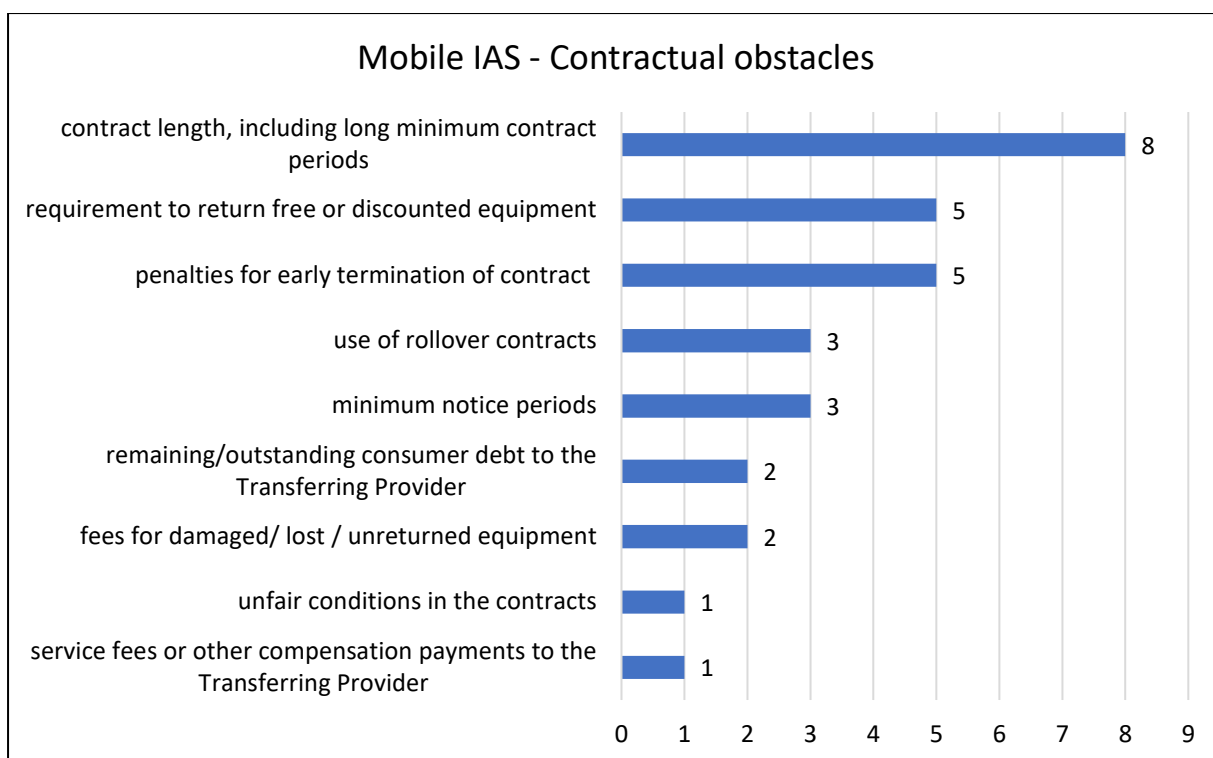 Mobile IAS - Contractual obstacles
contract length, including long minimum contract
periods
8
requirement to return free or discounted equipment
5
penalties for early termination of contract
5
use of rollover contracts
3
minimum notice periods
3
remaining/outstanding consumer debt to the
Transferring Provider
2
fees for damaged/ lost / unreturned equipment
2
unfair conditions in the contracts
1
service fees or other compensation payments to the
Transferring Provider
1
0 1 2 3 4 5 6 7 8 9